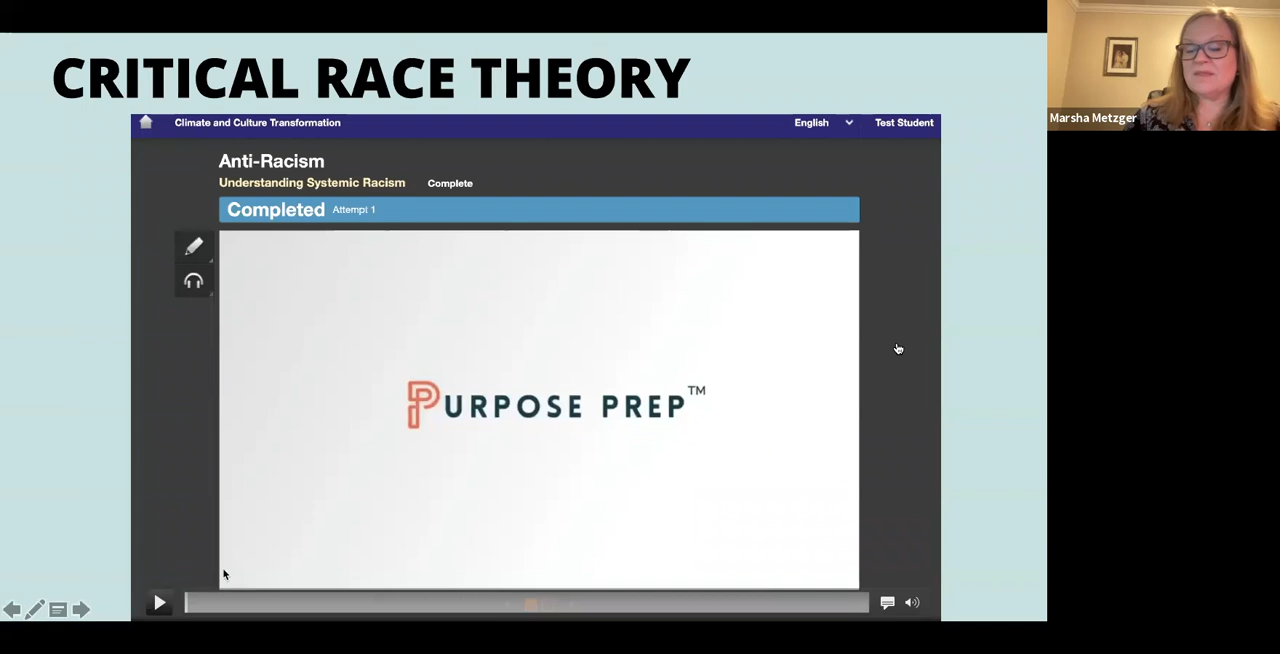 CRITICAL RACE THEORY
Climate and Culture Transformation English Test Student
Anti-Racism
Understanding Systemic Racism Complete
Completed Attempt 1
PURPOSE PREP™
Marsha Metzger